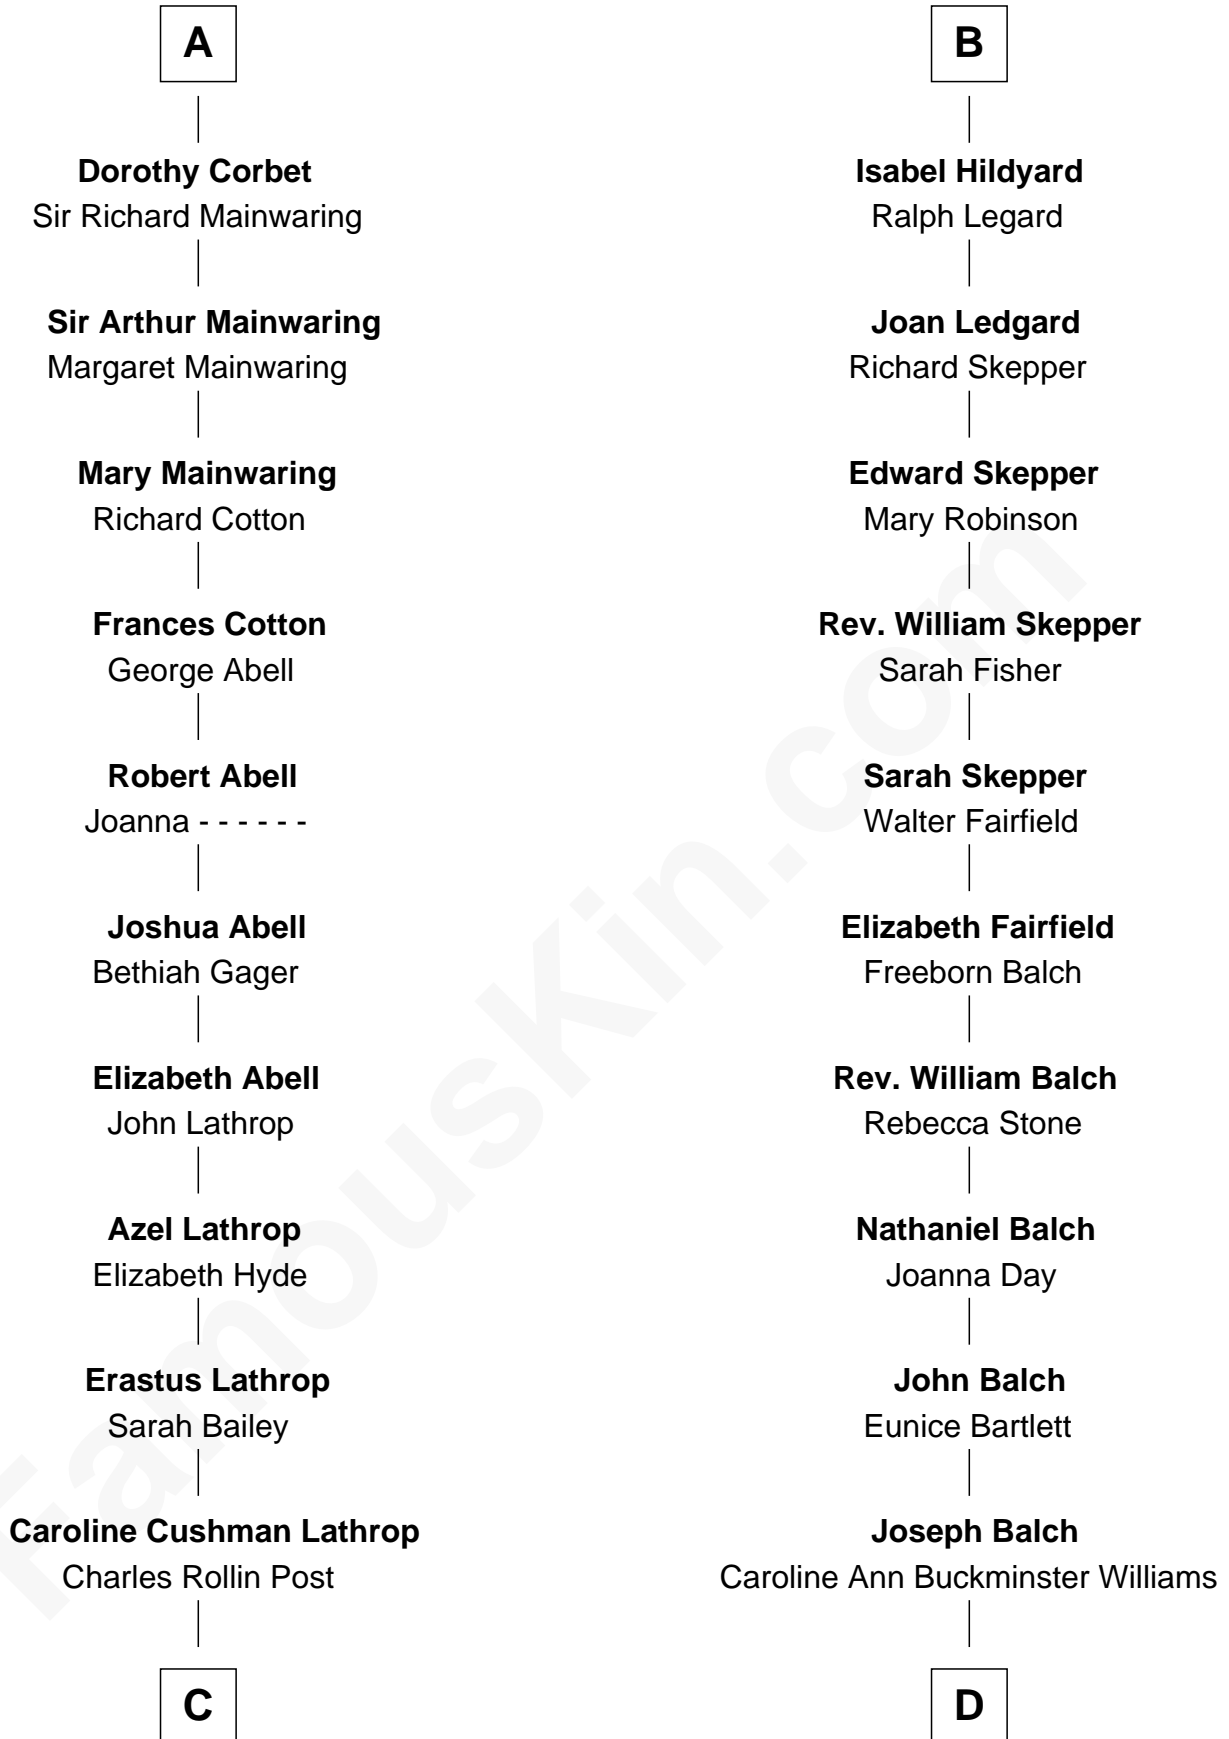 A
Dorothy Corbet
Sir Richard Mainwaring
Sir Arthur Mainwaring
Margaret Mainwaring
Mary Mainwaring
Richard Cotton
Frances Cotton
George Abell
Robert Abell
Joanna - - - - - -
Joshua Abell
Bethiah Gager
Elizabeth Abell
John Lathrop
Azel Lathrop
Elizabeth Hyde
Erastus Lathrop
Sarah Bailey
Caroline Cushman Lathrop
Charles Rollin Post
C
B
Isabel Hildyard
Ralph Legard
Joan Ledgard
Richard Skepper
Edward Skepper
Mary Robinson
Rev. William Skepper
Sarah Fisher
Sarah Skepper
Walter Fairfield
Elizabeth Fairfield
Freeborn Balch
Rev. William Balch
Rebecca Stone
Nathaniel Balch
Joanna Day
John Balch
Eunice Bartlett
Joseph Balch
Caroline Ann Buckminster Williams
D
FamousKin.com